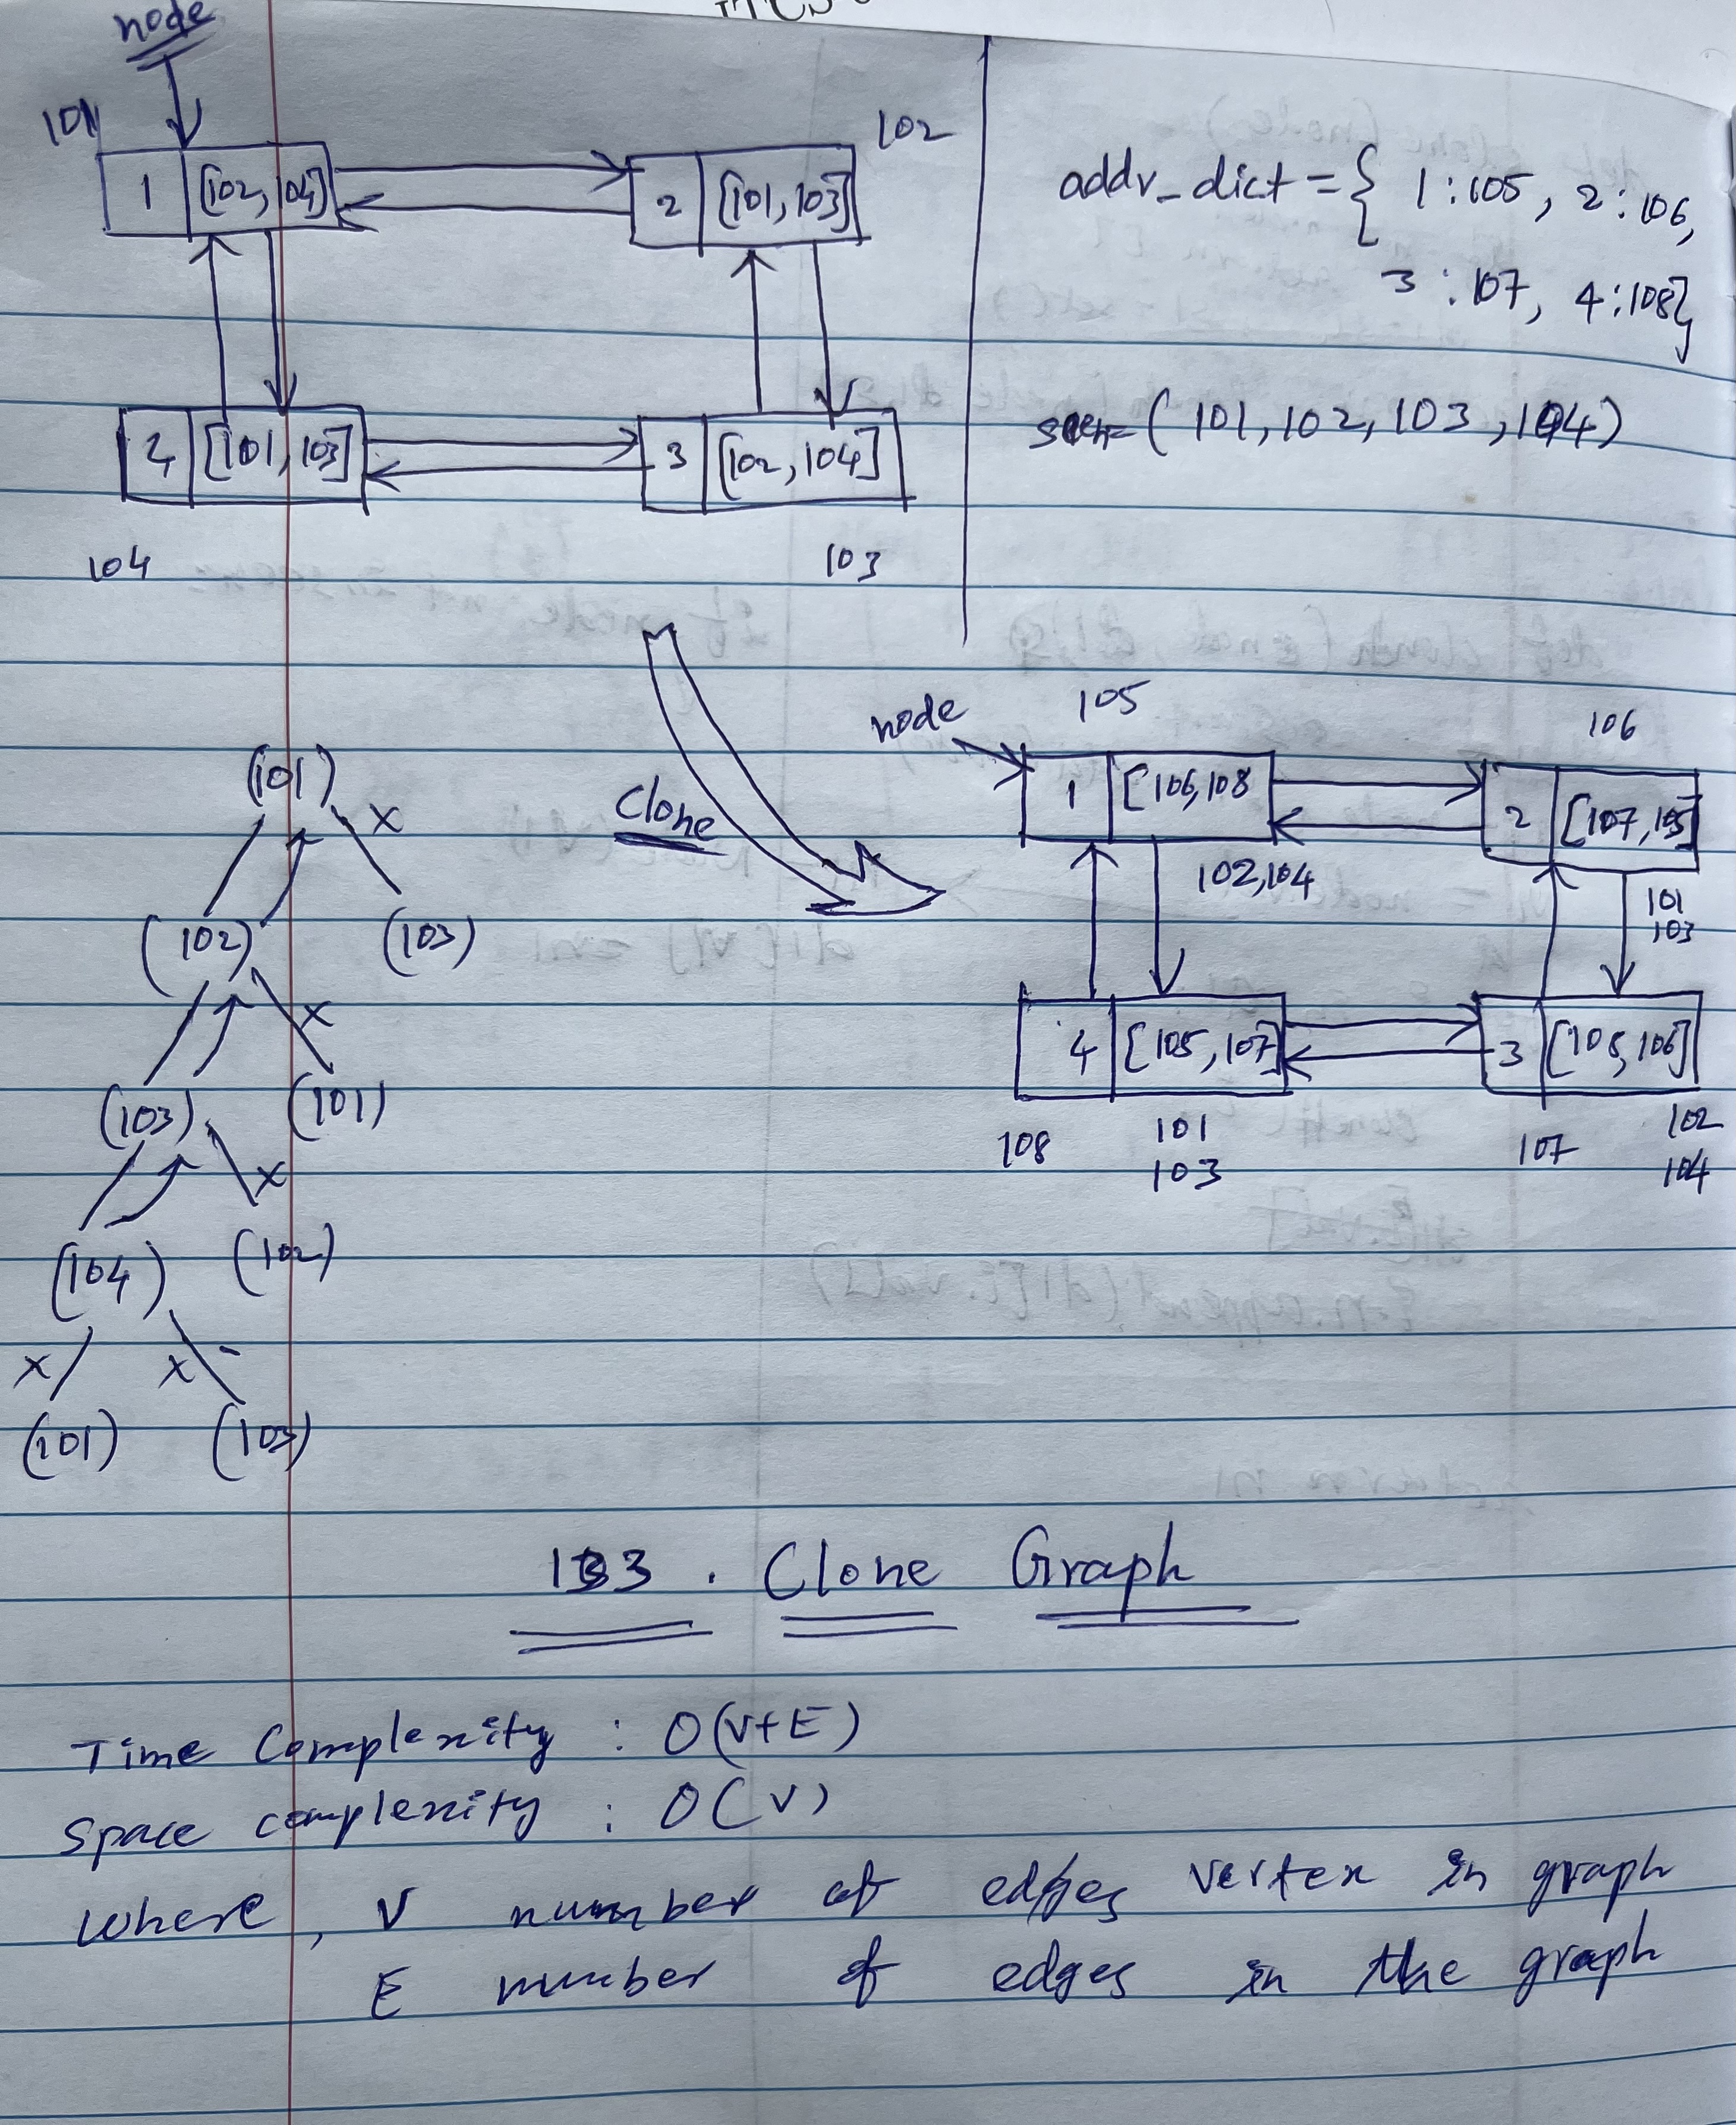 node
101
102
1 [102,104]
2 [101,103]
addr_dict = { 1:105, 2:106,
3:107, 4:108}
seen = ( 101,102,103,104)
[101,103]
3 [102,104]
104
103
node
105
106
Clone
1 [106,108
2 [107,105]
102,104
101
103
4 [105,107]
3 [108,106]
108
101
103
107
102
104
(101)
x
(102) (103)
x
(103) (101)
x
(104) (102)
x x
(101) (103)
133. Clone Graph
Time Complexity : O(V+E)
Space complexity : O(V)
where, V number of edges vertex in graph
E number of edges in the graph